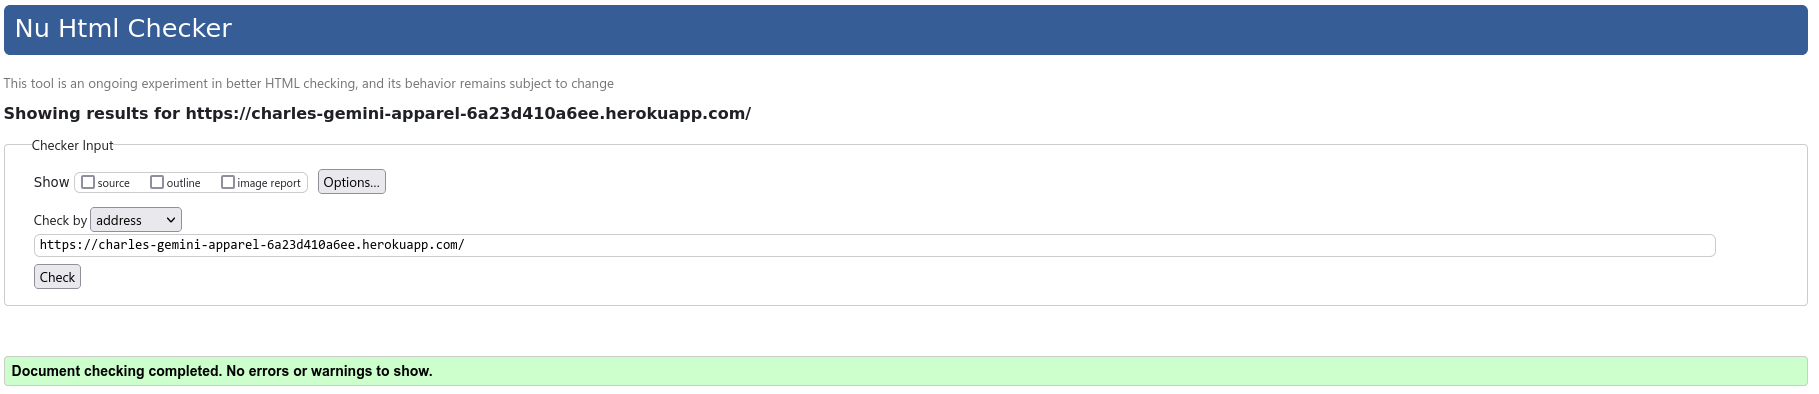 Nu Html Checker
This tool is an ongoing experiment in better HTML checking, and its behavior remains subject to change
Showing results for https://charles-gemini-apparel-6a23d410a6ee.herokuapp.com/
Checker Input
Show source outline image report Options...
Check by address
https://charles-gemini-apparel-6a23d410a6ee.herokuapp.com/
Check
Document checking completed. No errors or warnings to show.